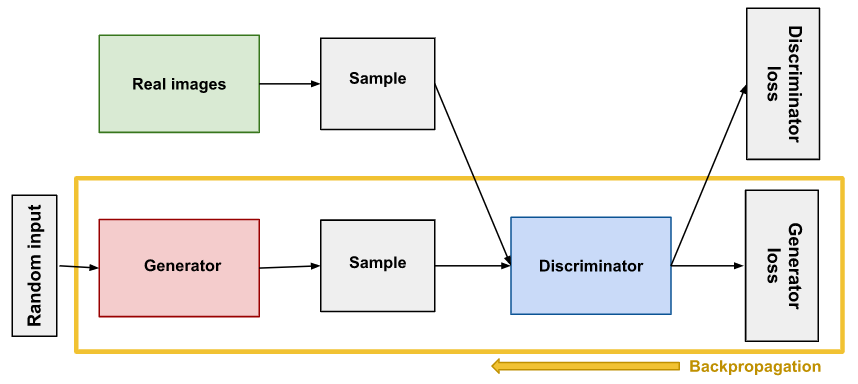 Real images
Sample
Discriminator
loss
Random input
Generator
Sample
Discriminator
Generator
loss
Backpropagation